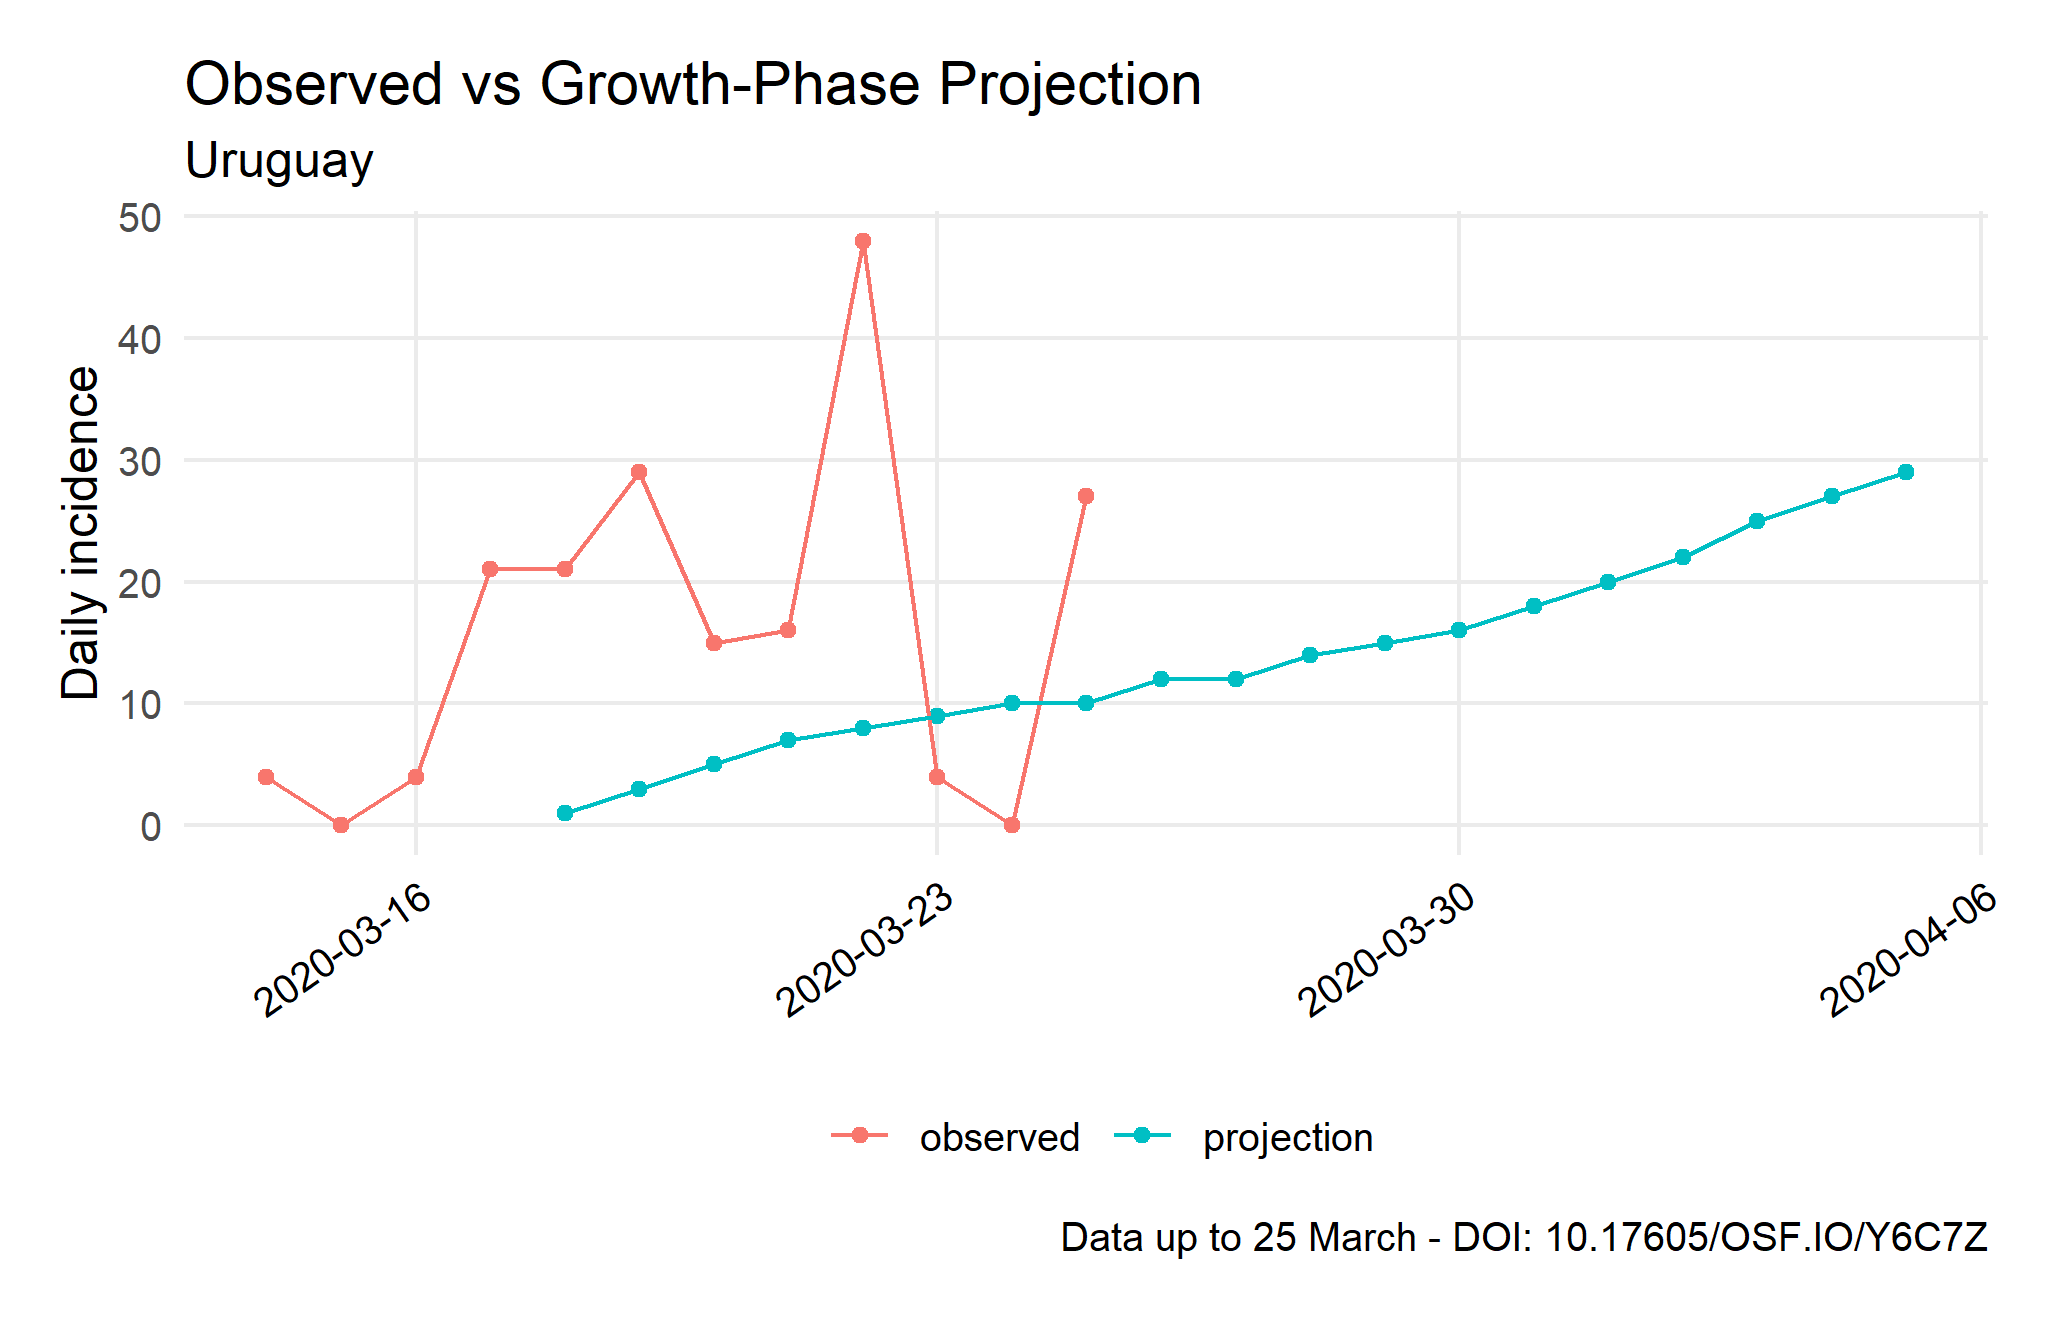 Observed vs Growth-Phase Projection
Uruguay
50
40
30
20
10
0
Daily incidence
2020-03-16
2020-03-23
2020-03-30
2020-04-06
observed
projection
Data up to 25 March - DOI: 10.17605/OSF.IO/Y6C7Z